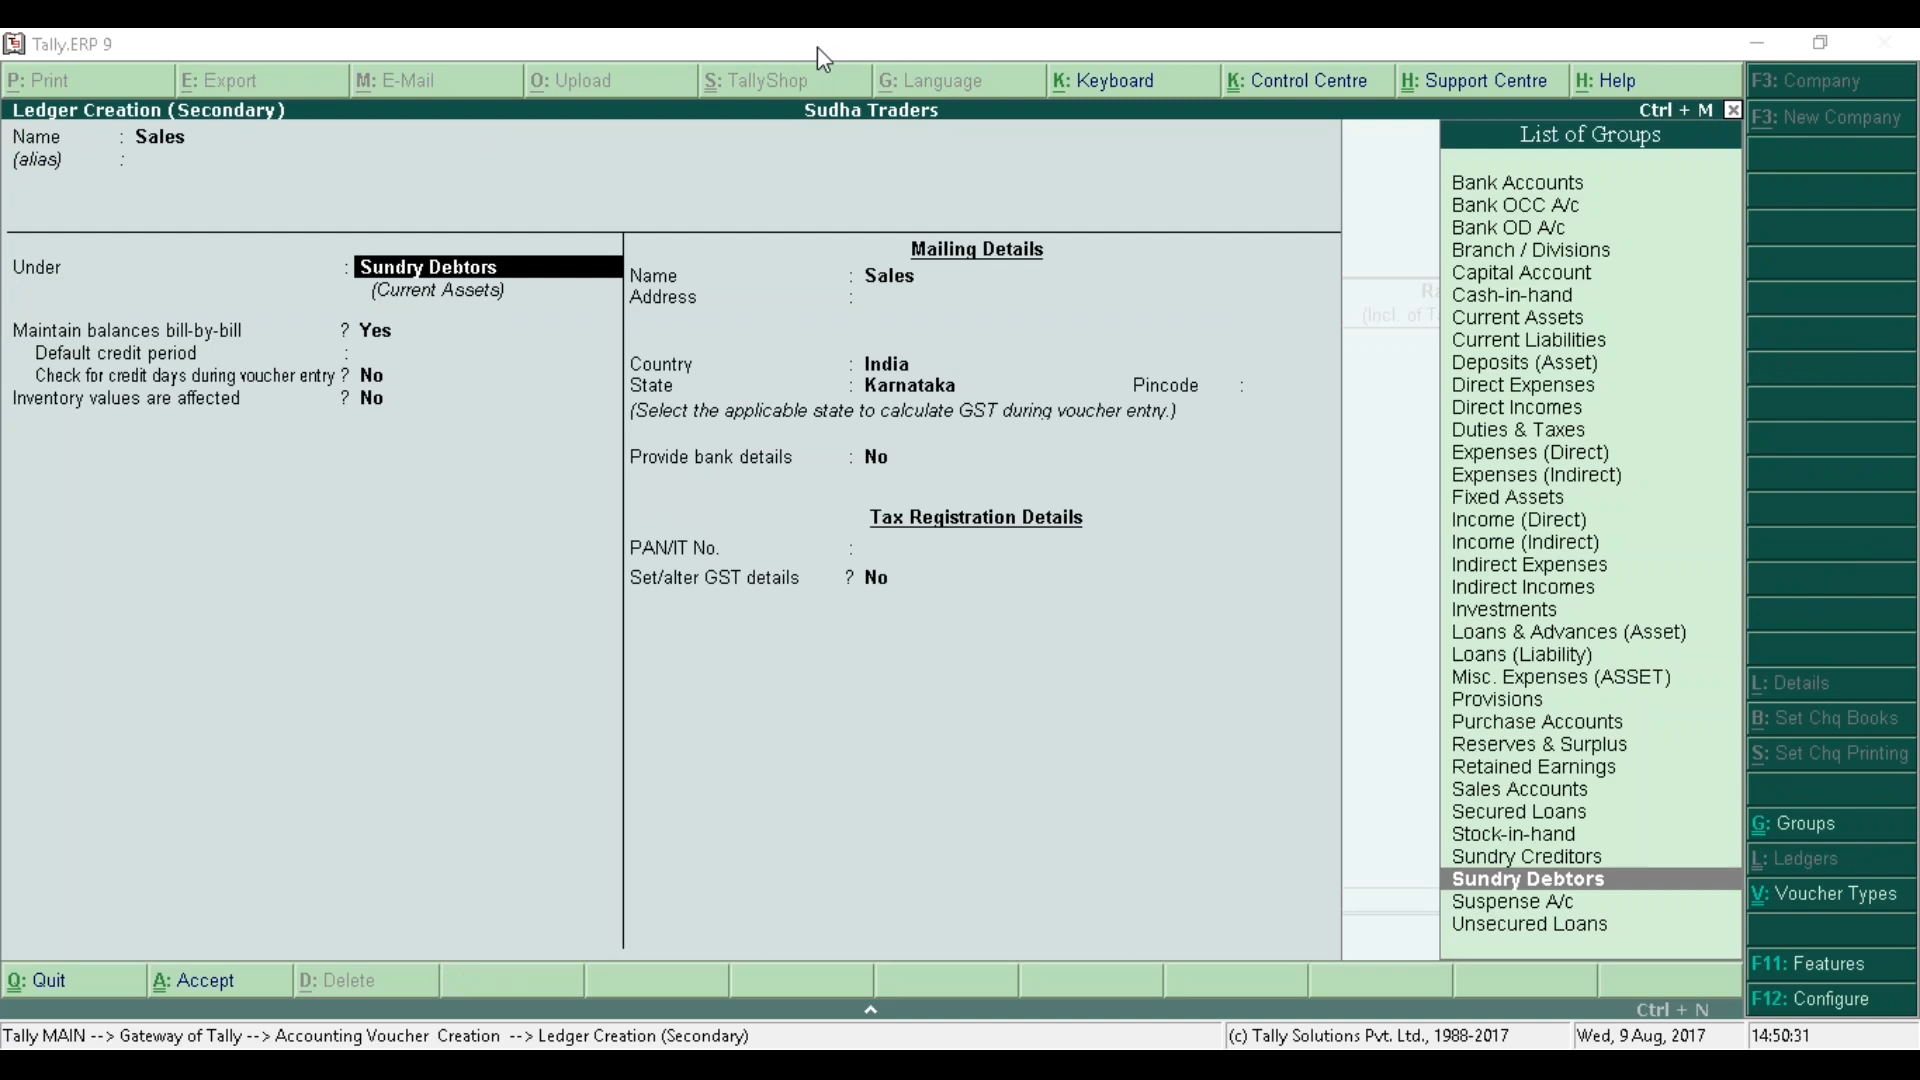 Tally.ERP 9
P: Print E: Export M: E-Mail O: Upload S: TallyShop G: Language K: Keyboard K: Control Centre H: Support Centre H: Help
Ledger Creation (Secondary) Sudha Traders Ctrl + M
Name : Sales
(alias) :
Under : Sundry Debtors
(Current Assets)
Maintain balances bill-by-bill ? Yes
Default credit period :
Check for credit days during voucher entry ? No
Inventory values are affected ? No
Mailing Details
Name : Sales
Address :
Country : India
State : Karnataka Pincode :
(Select the applicable state to calculate GST during voucher entry.)
Provide bank details : No
Tax Registration Details
PAN/IT No. :
Set/alter GST details ? No
(Incl. of
List of Groups
Bank Accounts
Bank OCC A/c
Bank OD A/c
Branch / Divisions
Capital Account
Cash-in-hand
Current Assets
Current Liabilities
Deposits (Asset)
Direct Expenses
Direct Incomes
Duties & Taxes
Expenses (Direct)
Expenses (Indirect)
Fixed Assets
Income (Direct)
Income (Indirect)
Indirect Expenses
Indirect Incomes
Investments
Loans & Advances (Asset)
Loans (Liability)
Misc. Expenses (ASSET)
Provisions
Purchase Accounts
Reserves & Surplus
Retained Earnings
Sales Accounts
Secured Loans
Stock-in-hand
Sundry Creditors
Sundry Debtors
Suspense A/c
Unsecured Loans
F3: Company
F3: New Company
L: Details
B: Set Chq Books
S: Set Chq Printing
G: Groups
L: Ledgers
V: Voucher Types
F11: Features
F12: Configure
Q: Quit A: Accept D: Delete
Ctrl + N
Tally MAIN --> Gateway of Tally --> Accounting Voucher Creation --> Ledger Creation (Secondary) (c) Tally Solutions Pvt. Ltd., 1988-2017 Wed, 9 Aug, 2017 14:50:31